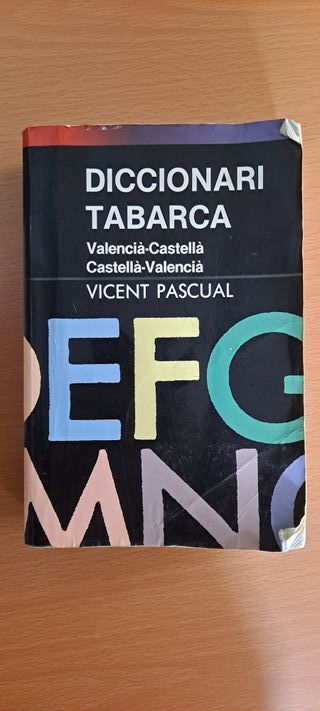 DICCIONARI
TABARCA
Valencià-Castellà
Castellà-Valencià
VICENT PASCUAL
DEFG
MNO